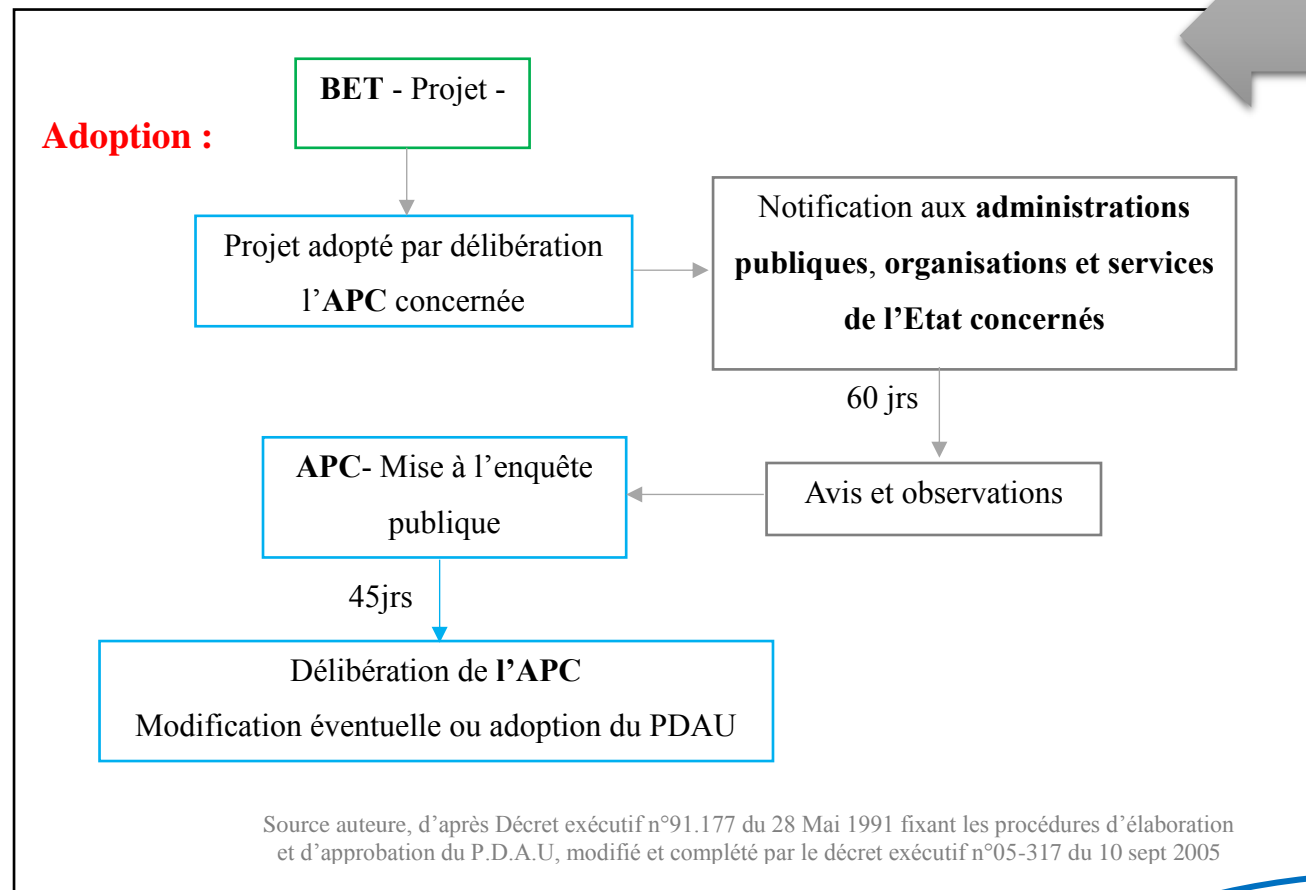 BET - Projet -
Adoption :
Projet adopté par délibération
l’APC concernée
Notification aux administrations
publiques, organisations et services
de l’Etat concernés
60 jrs
Avis et observations
APC- Mise à l’enquête
publique
45jrs
Délibération de l’APC
Modification éventuelle ou adoption du PDAU
Source auteure, d’après Décret exécutif n°91.177 du 28 Mai 1991 fixant les procédures d’élaboration
et d’approbation du P.D.A.U, modifié et complété par le décret exécutif n°05-317 du 10 sept 2005